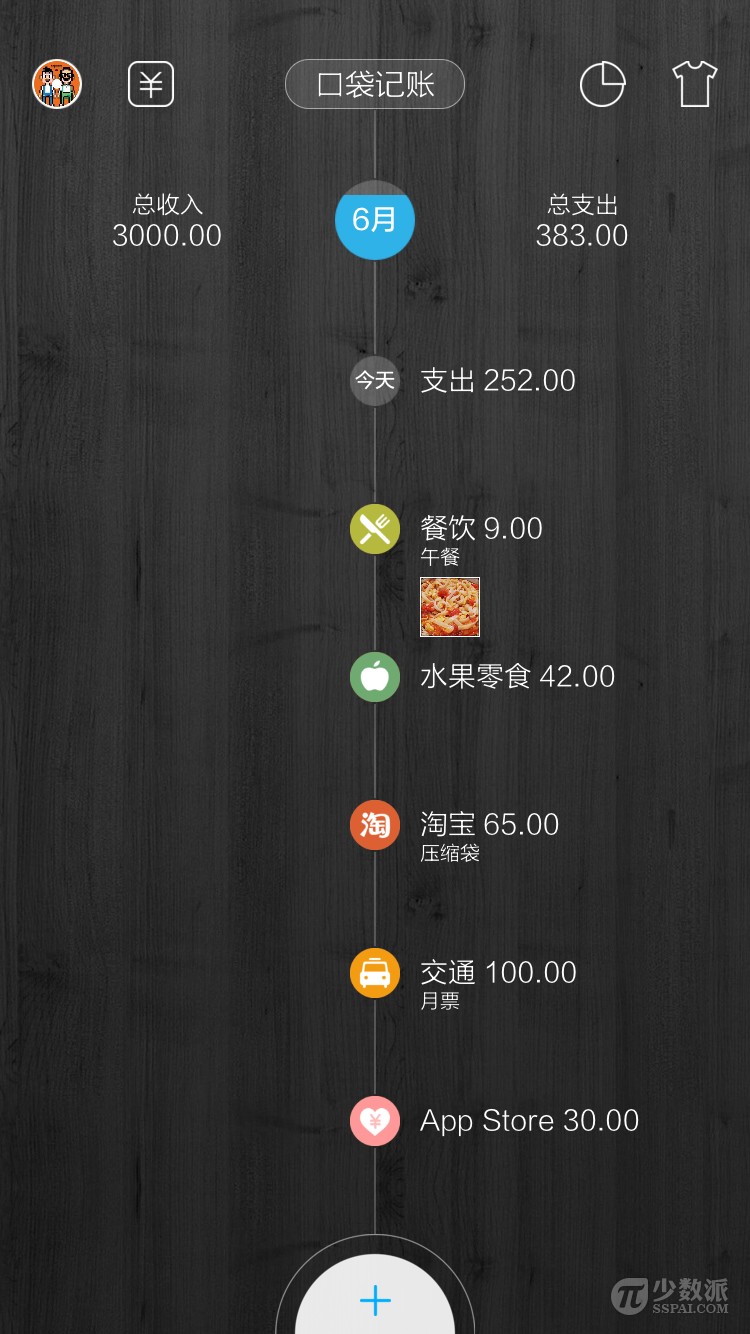 ¥
口袋记账
总收入
3000.00
6月
总支出
383.00
今天
支出 252.00
餐饮 9.00
午餐
水果零食 42.00
淘
淘宝 65.00
压缩袋
交通 100.00
月票
¥
App Store 30.00
+
π 少数派
SSPAI.COM